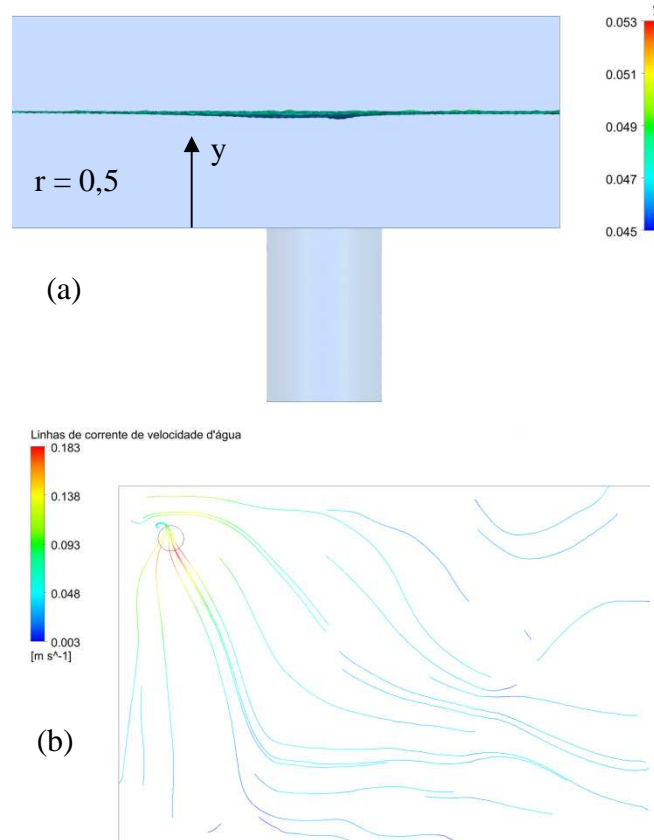 0.053
0.051
y
0.049
r = 0,5
0.047
0.045
(a)
Linhas de corrente de velocidade d'água
0.183
0.138
0.093
0.048
0.003
[m s^-1]
(b)